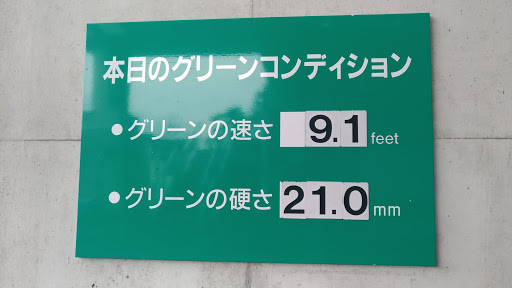 本日のグリーンコンディション
●グリーンの速さ 9.1 feet
●グリーンの硬さ 21.0 mm